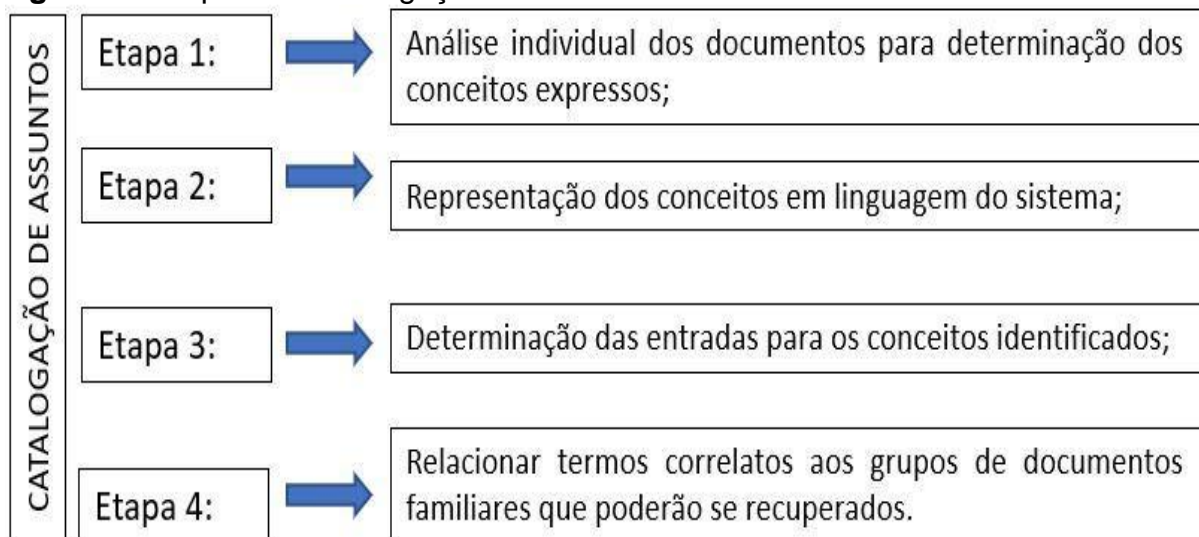 CATALOGAÇÃO DE ASSUNTOS
Etapa 1:
Análise individual dos documentos para determinação dos
conceitos expressos;
Etapa 2:
Representação dos conceitos em linguagem do sistema;
Etapa 3:
Determinação das entradas para os conceitos identificados;
Etapa 4:
Relacionar termos correlatos aos grupos de documentos
familiares que poderão se recuperados.